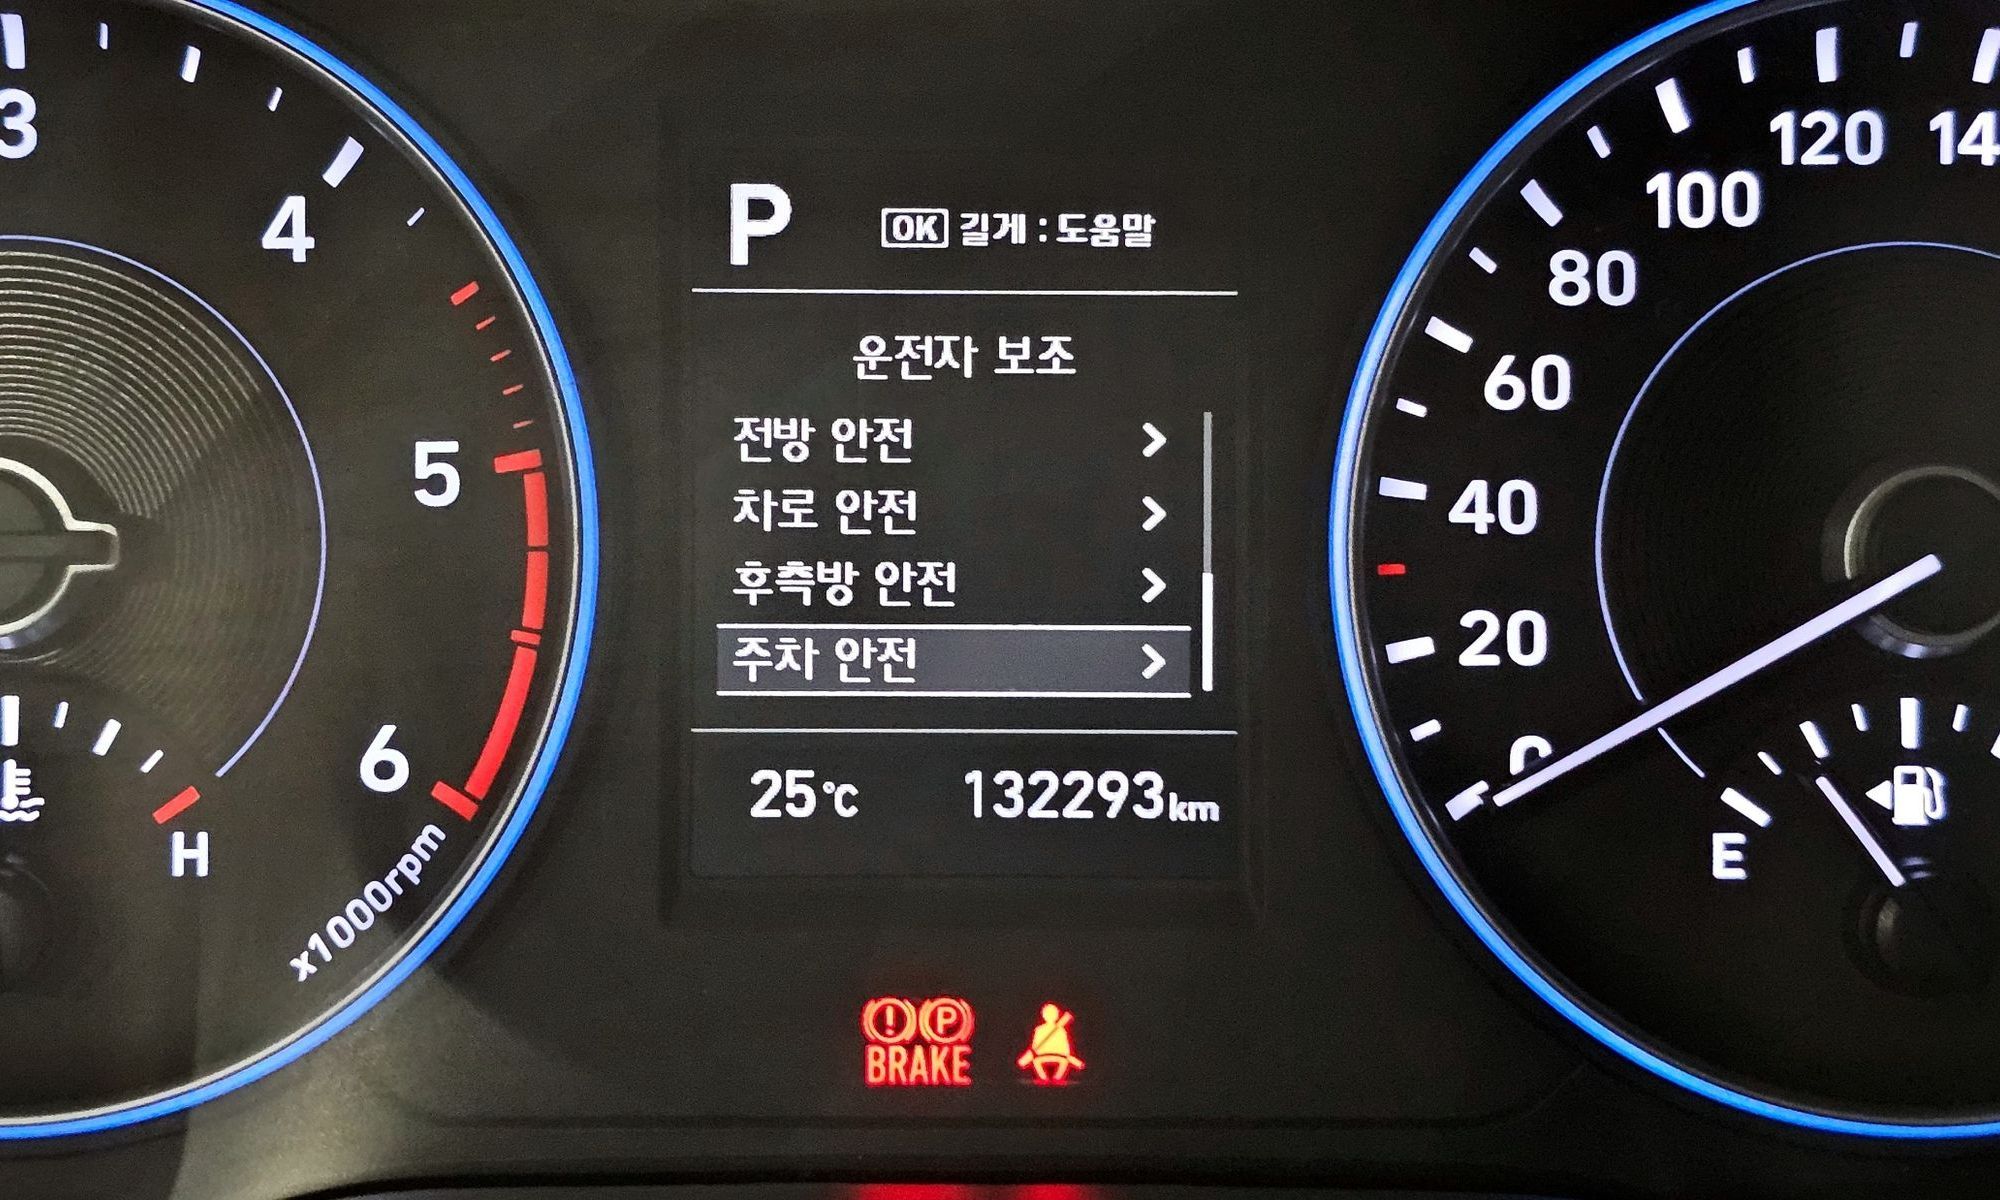 3
4
5
6
x1000rpm
H
P OK 길게 : 도움말
운전자 보조
전방 안전
차로 안전
후측방 안전
주차 안전
25℃ 132293km
! P
BRAKE
14
120
100
80
60
40
20
0
E